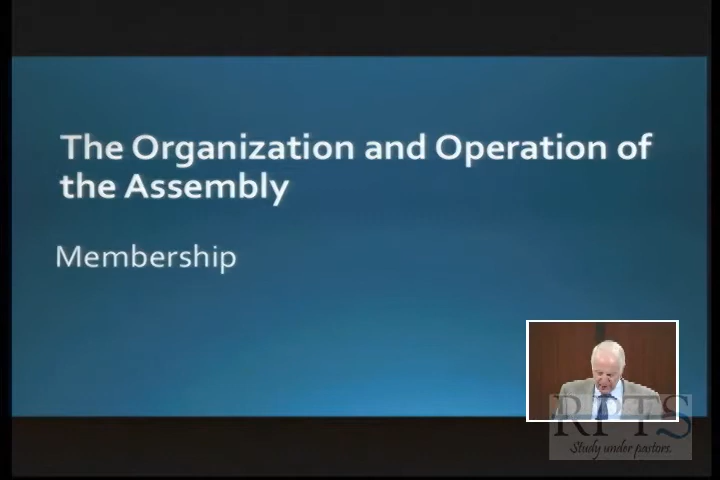 The Organization and Operation of
the Assembly
Membership
RPTS
Study under pastors.